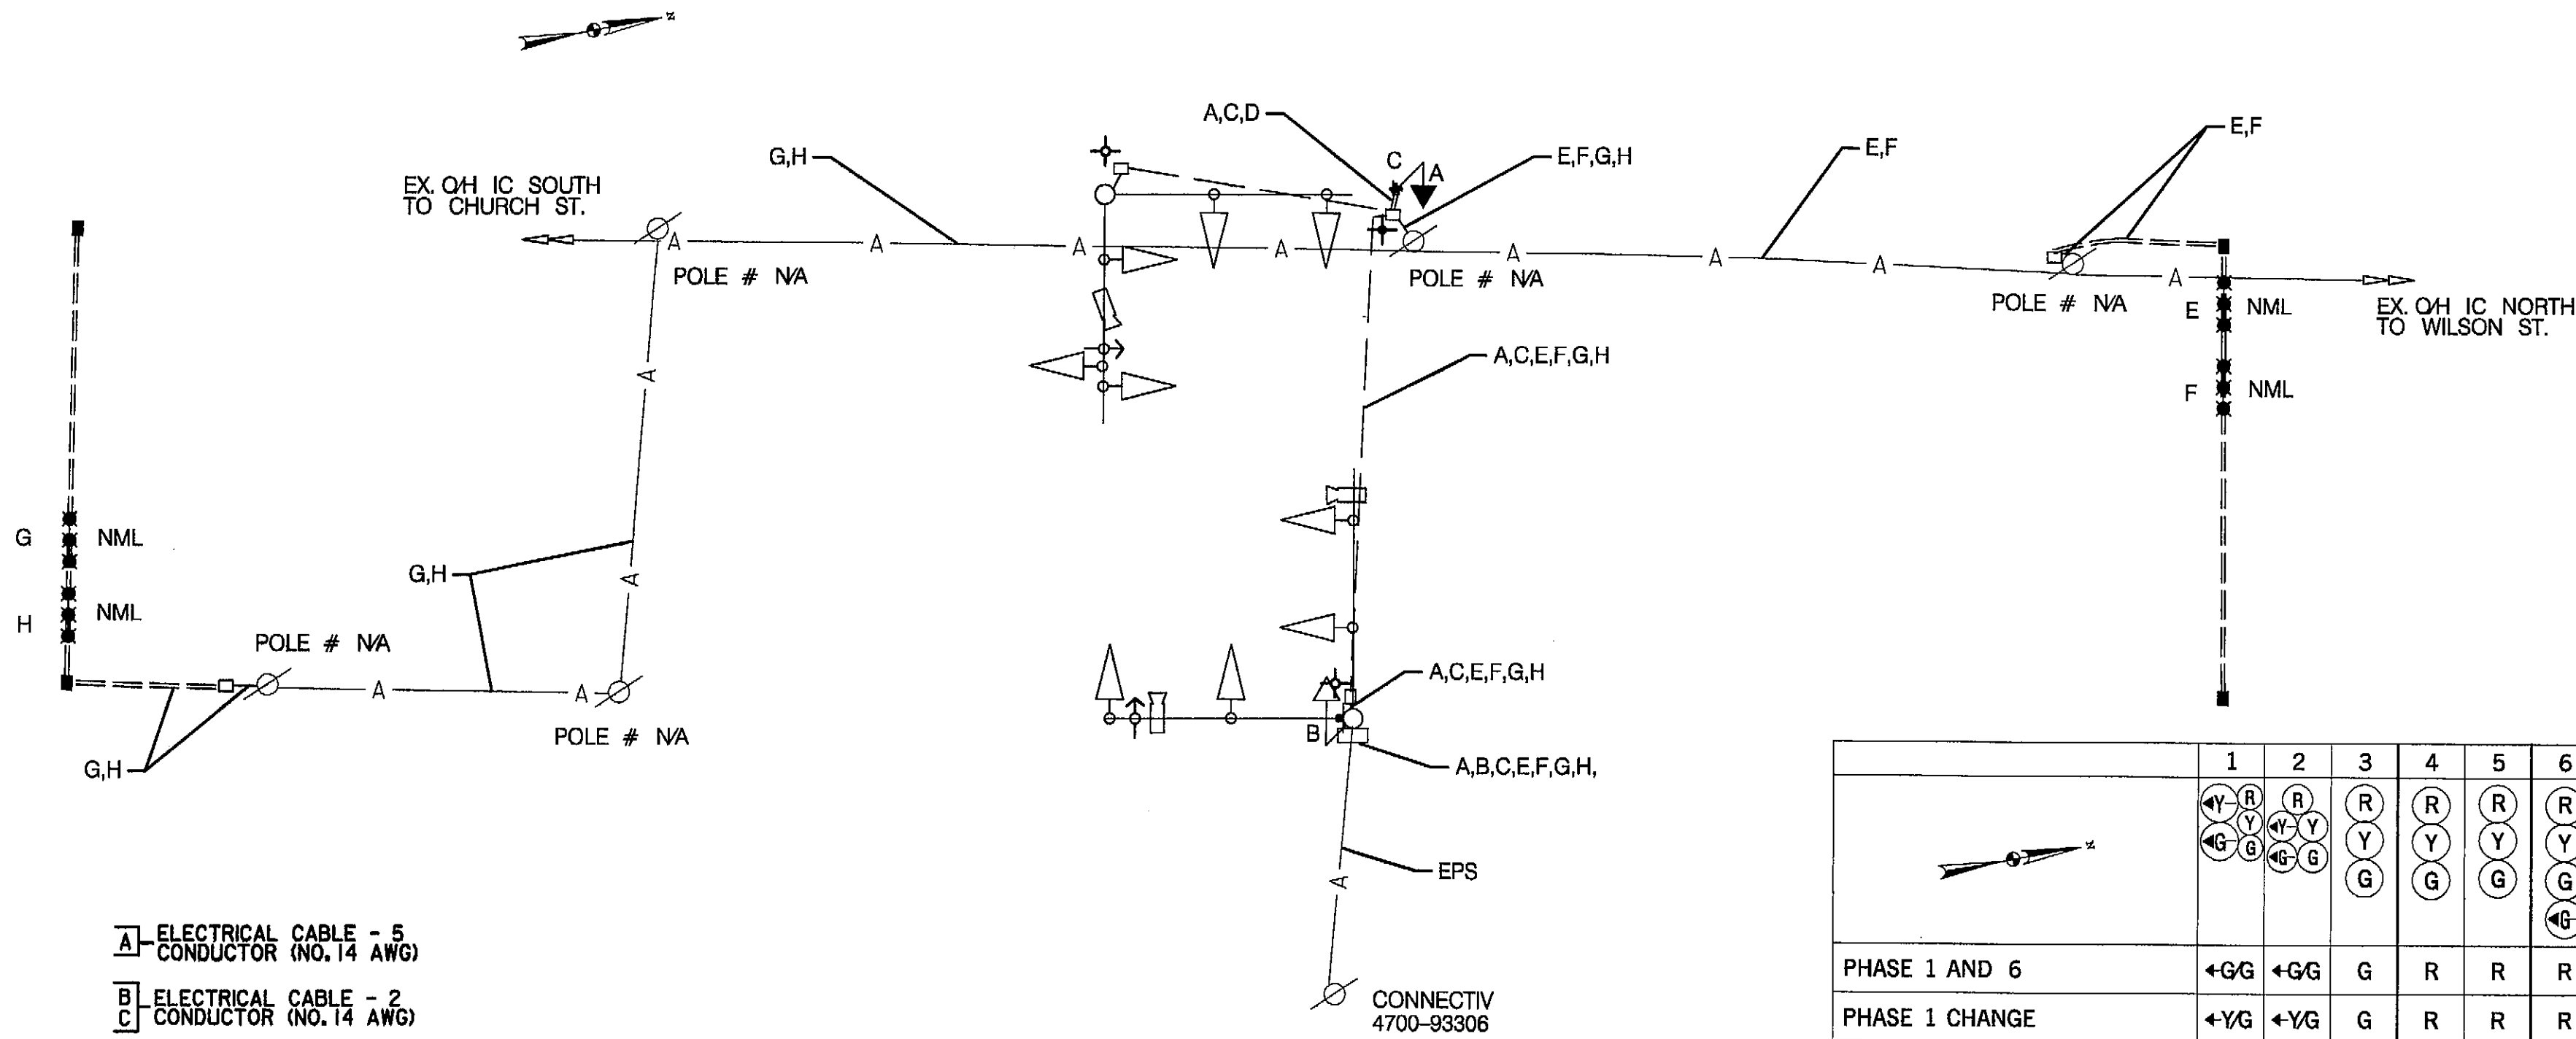 z
A,C,D
E,F
G,H
E,F,G,H
E,F
C
A
EX. O/H IC SOUTH
TO CHURCH ST.
A
A
A
A
A
A
A
A
POLE # N/A
POLE # N/A
POLE # N/A
E
NML
EX. O/H IC NORTH
TO WILSON ST.
A,C,E,F,G,H
A
F
NML
G
NML
G,H
A
H
NML
POLE # N/A
A,C,E,F,G,H
A
A
POLE # N/A
B
G,H
A,B,C,E,F,G,H,
EPS
A
CONNECTIV
4700-93306
A
ELECTRICAL CABLE - 5
CONDUCTOR (NO. 14 AWG)
B
C
ELECTRICAL CABLE - 2
CONDUCTOR (NO. 14 AWG)
1 2 3 4 5 6
◄Y- R R R R R R
Y ◄Y- Y Y Y Y Y
◄G- G ◄G- G G G G G
◄G-
z
PHASE 1 AND 6 ←G/G ←G/G G R R R
PHASE 1 CHANGE ←Y/G ←Y/G G R R R